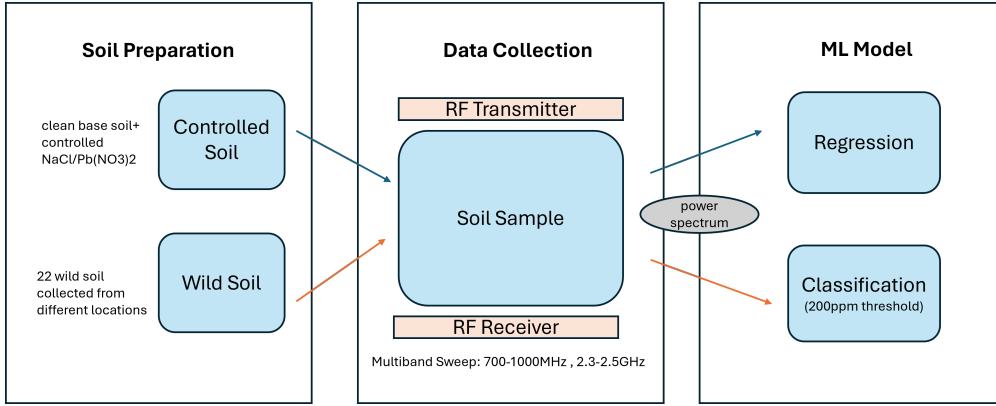 Soil Preparation
clean base soil+
controlled
NaCl/Pb(NO3)2
Controlled
Soil
22 wild soil
collected from
different locations
Wild Soil
Data Collection
RF Transmitter
Soil Sample
RF Receiver
Multiband Sweep: 700-1000MHz , 2.3-2.5GHz
power
spectrum
ML Model
Regression
Classification
(200ppm threshold)